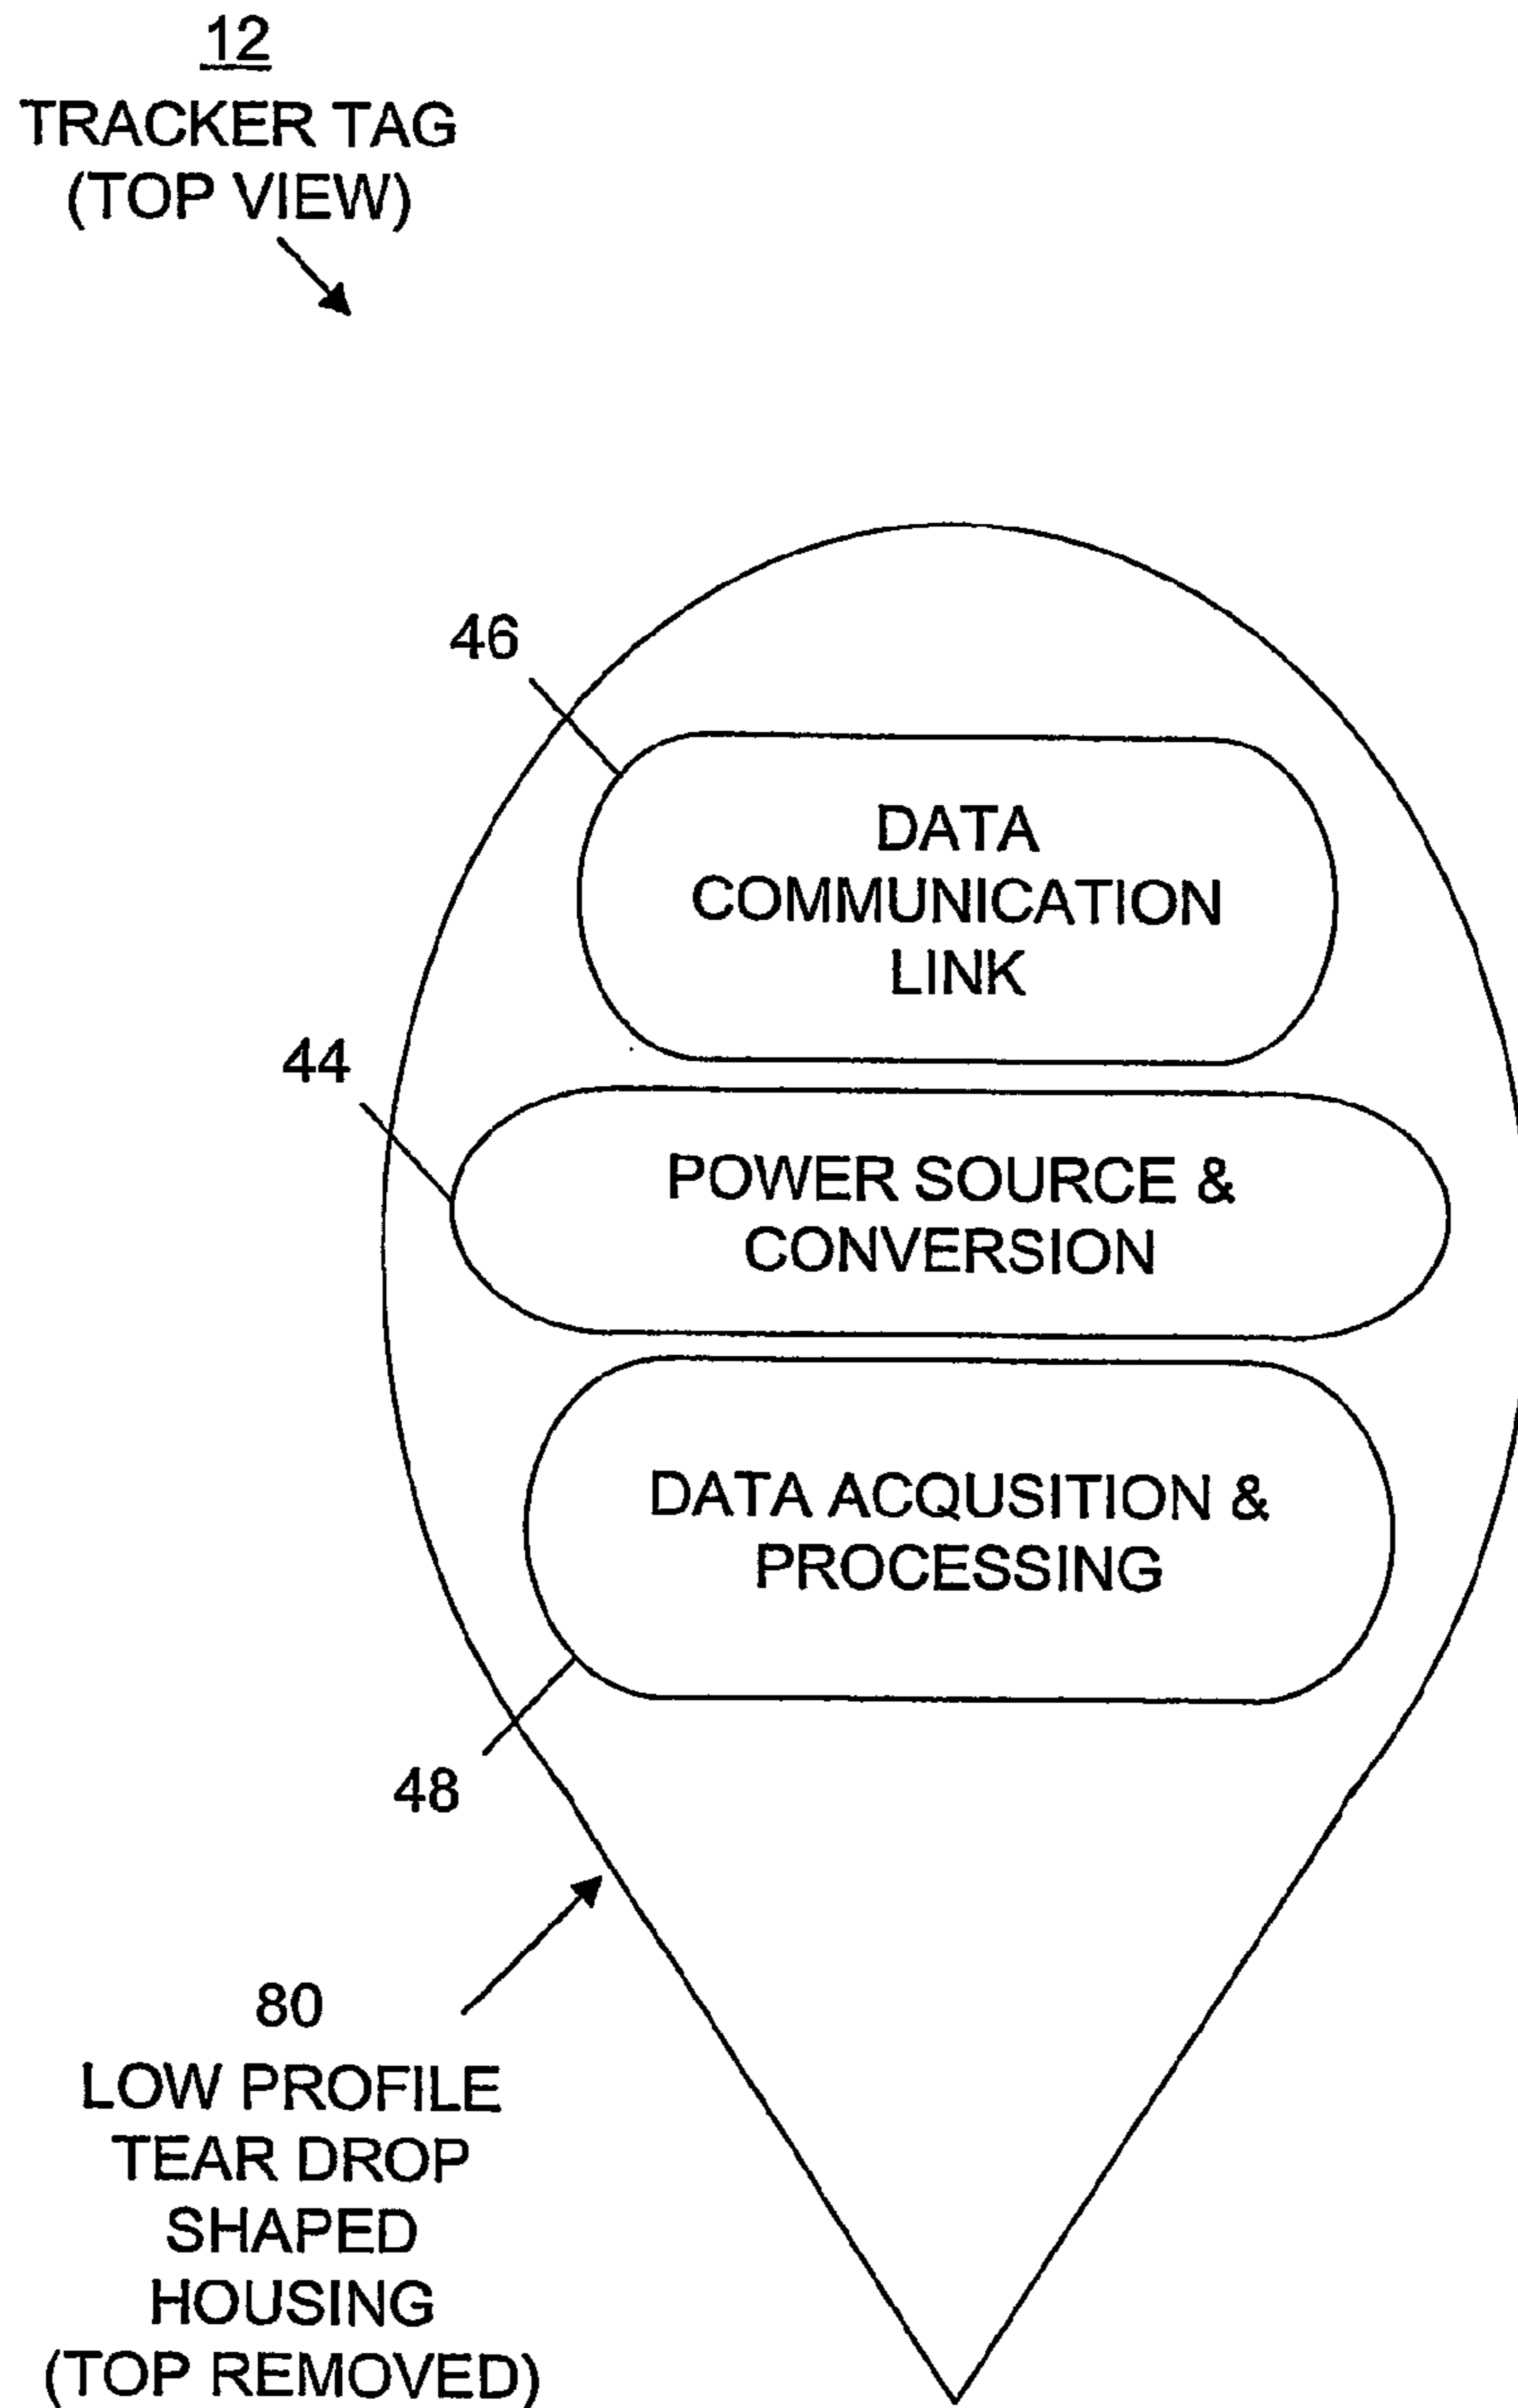 12
TRACKER TAG
(TOP VIEW)
46
DATA
COMMUNICATION
LINK
44
POWER SOURCE &
CONVERSION
DATA ACQUSITION &
PROCESSING
48
80
LOW PROFILE
TEAR DROP
SHAPED
HOUSING
(TOP REMOVED)